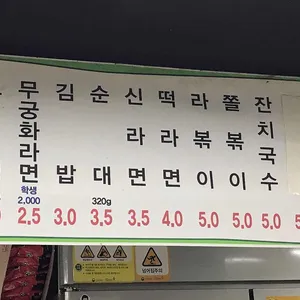 무궁화라면
학생
2,000
2.5
김밥
3.0
순대
320g
3.5
신라면
3.5
떡라면
4.0
라볶이
5.0
쫄볶이
5.0
잔치국수
5.0